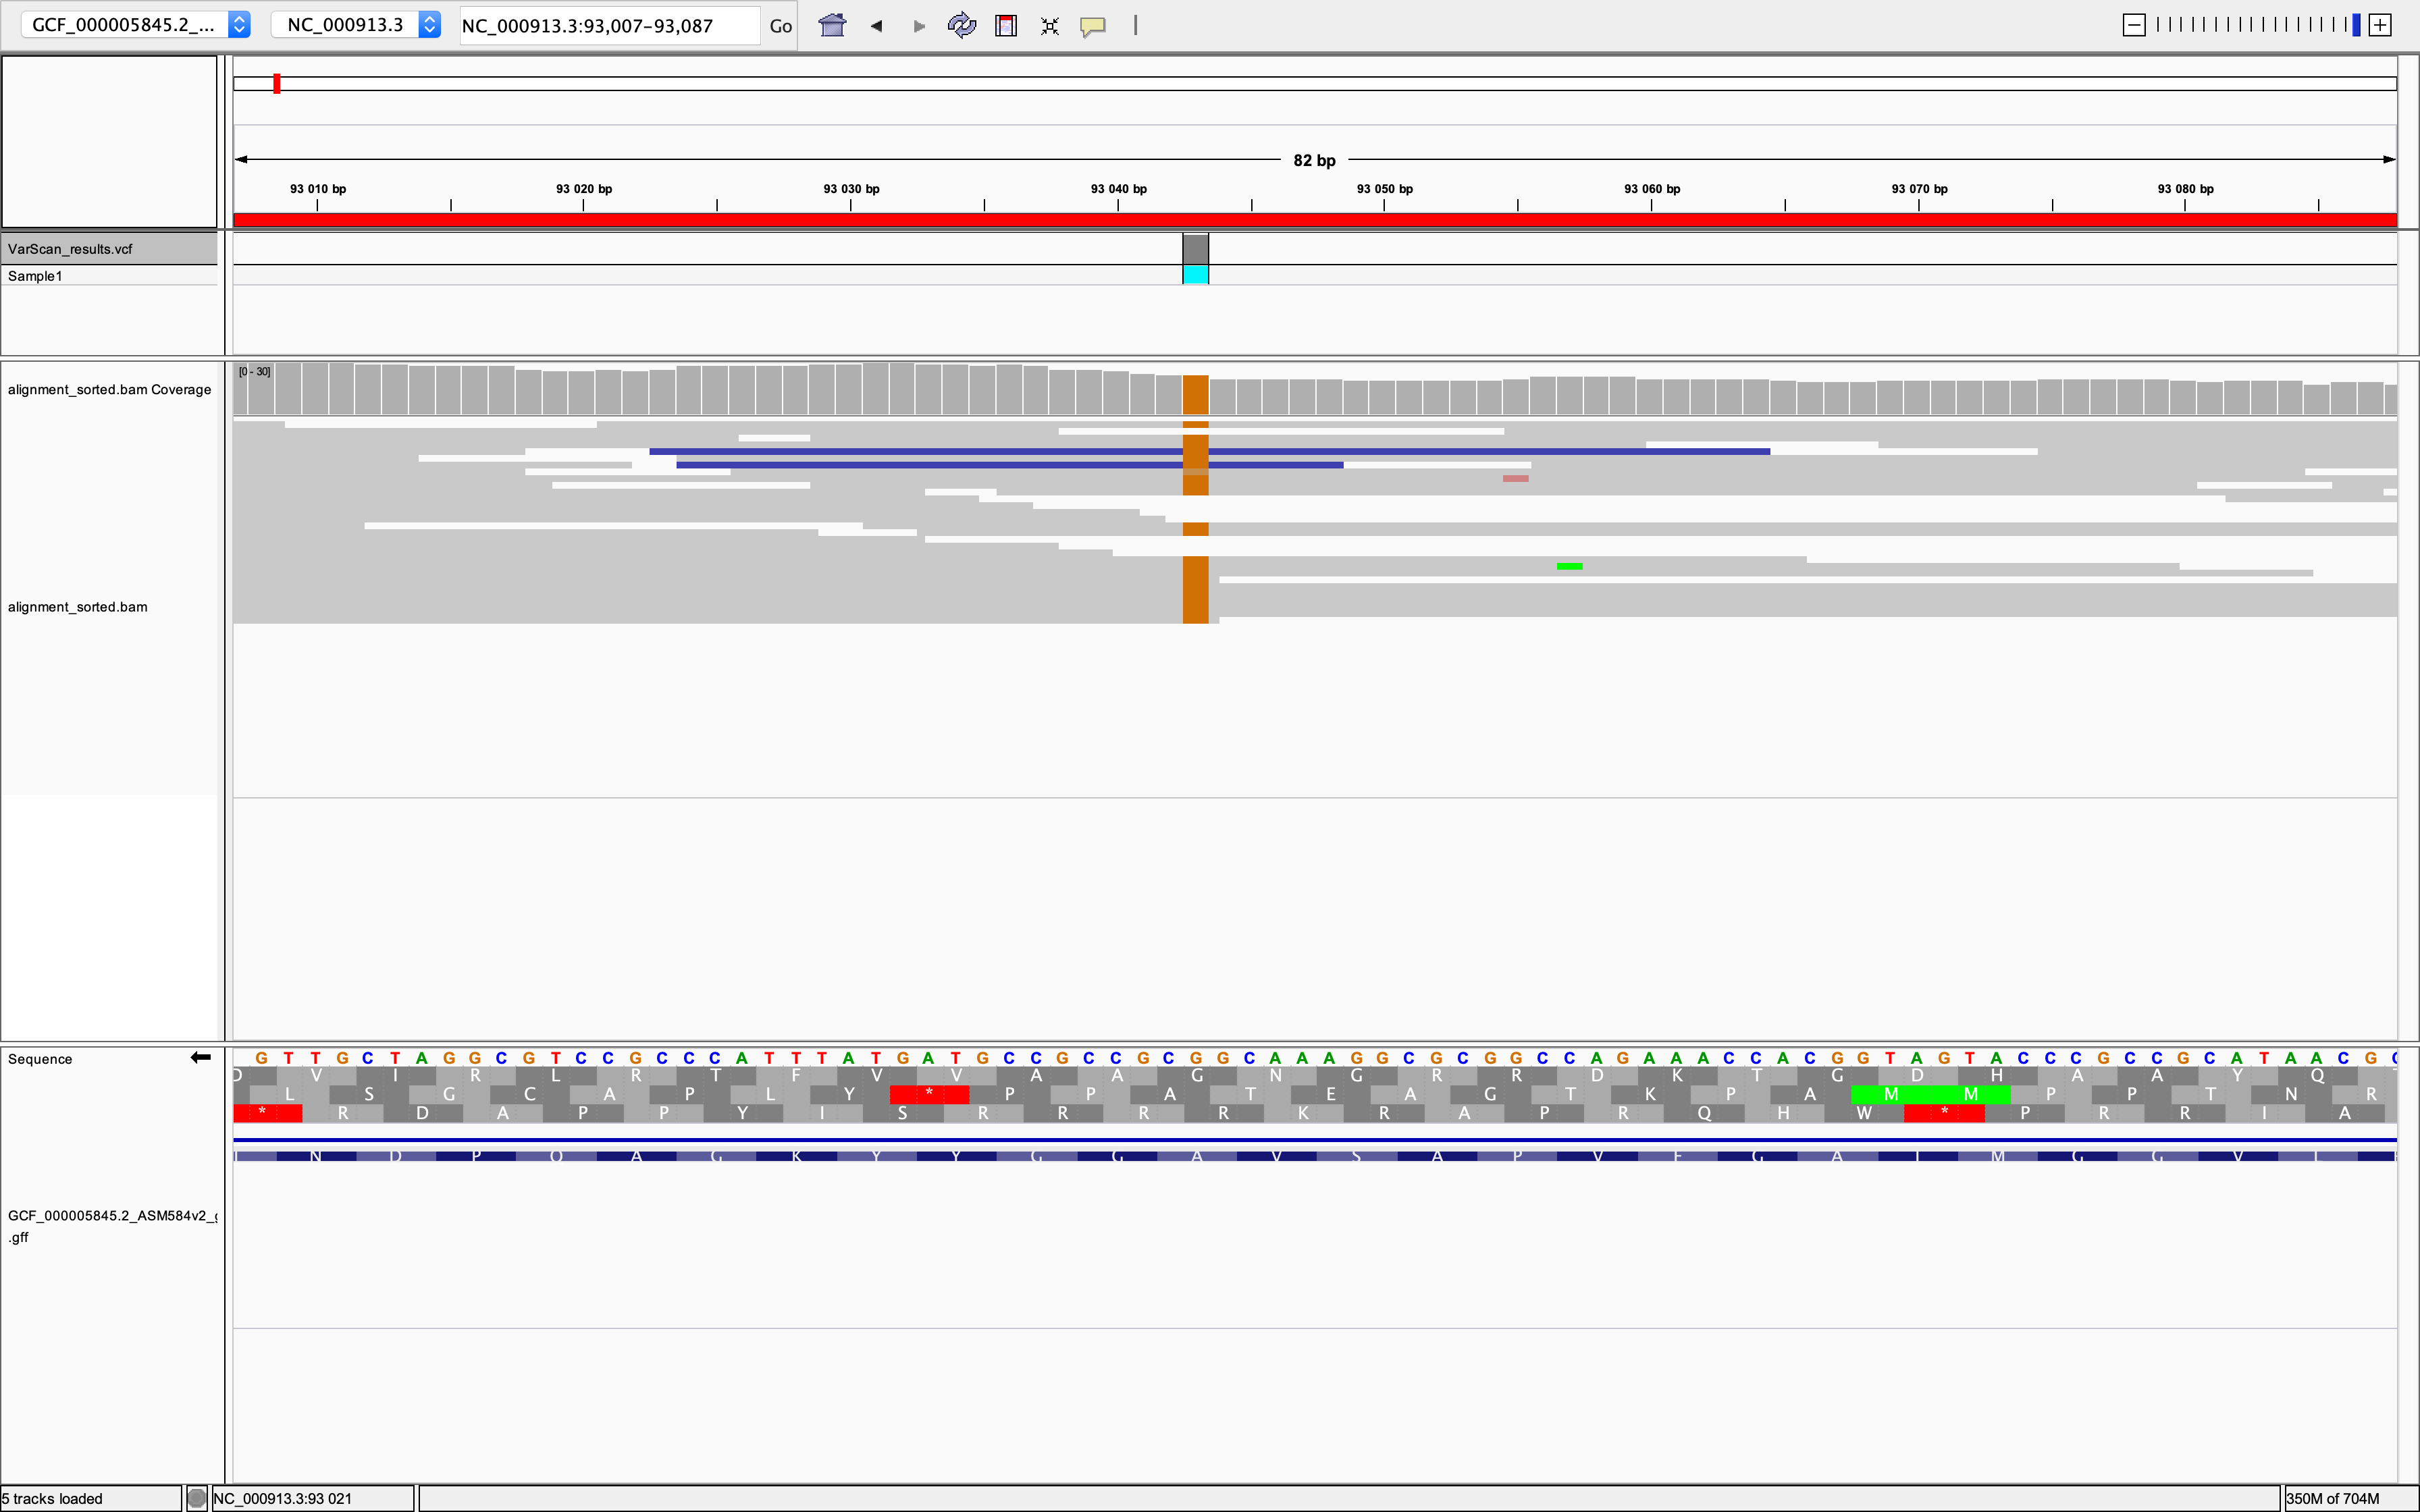 GCF_000005845.2_...
NC_000913.3
NC_000913.3:93,007-93,087
Go
82 bp
93 010 bp 93 020 bp 93 030 bp 93 040 bp 93 050 bp 93 060 bp 93 070 bp 93 080 bp
VarScan_results.vcf
Sample1
[0 - 30]
alignment_sorted.bam Coverage
alignment_sorted.bam
Sequence
G T T G C T A G G C G T C C G C C C A T T T A T G A T G C C G C C G C G G C A A A G G C G C G G C C A G A A A C C A C G G T A G T A C C C G C C G C A T A A C G C
D V I R L R T F V V A A G N G R R D K T G D H A A Y Q
L S G C A P L Y * P P A T E A G T K P A M M P P T N R
* R D A P P Y I S R R R R K R A P R Q H W * P R R I A
N D P Q A G K Y Y G G A V S A P V F G A I M G G V L
GCF_000005845.2_ASM584v2_g
.gff
5 tracks loaded
NC_000913.3:93 021
350M of 704M